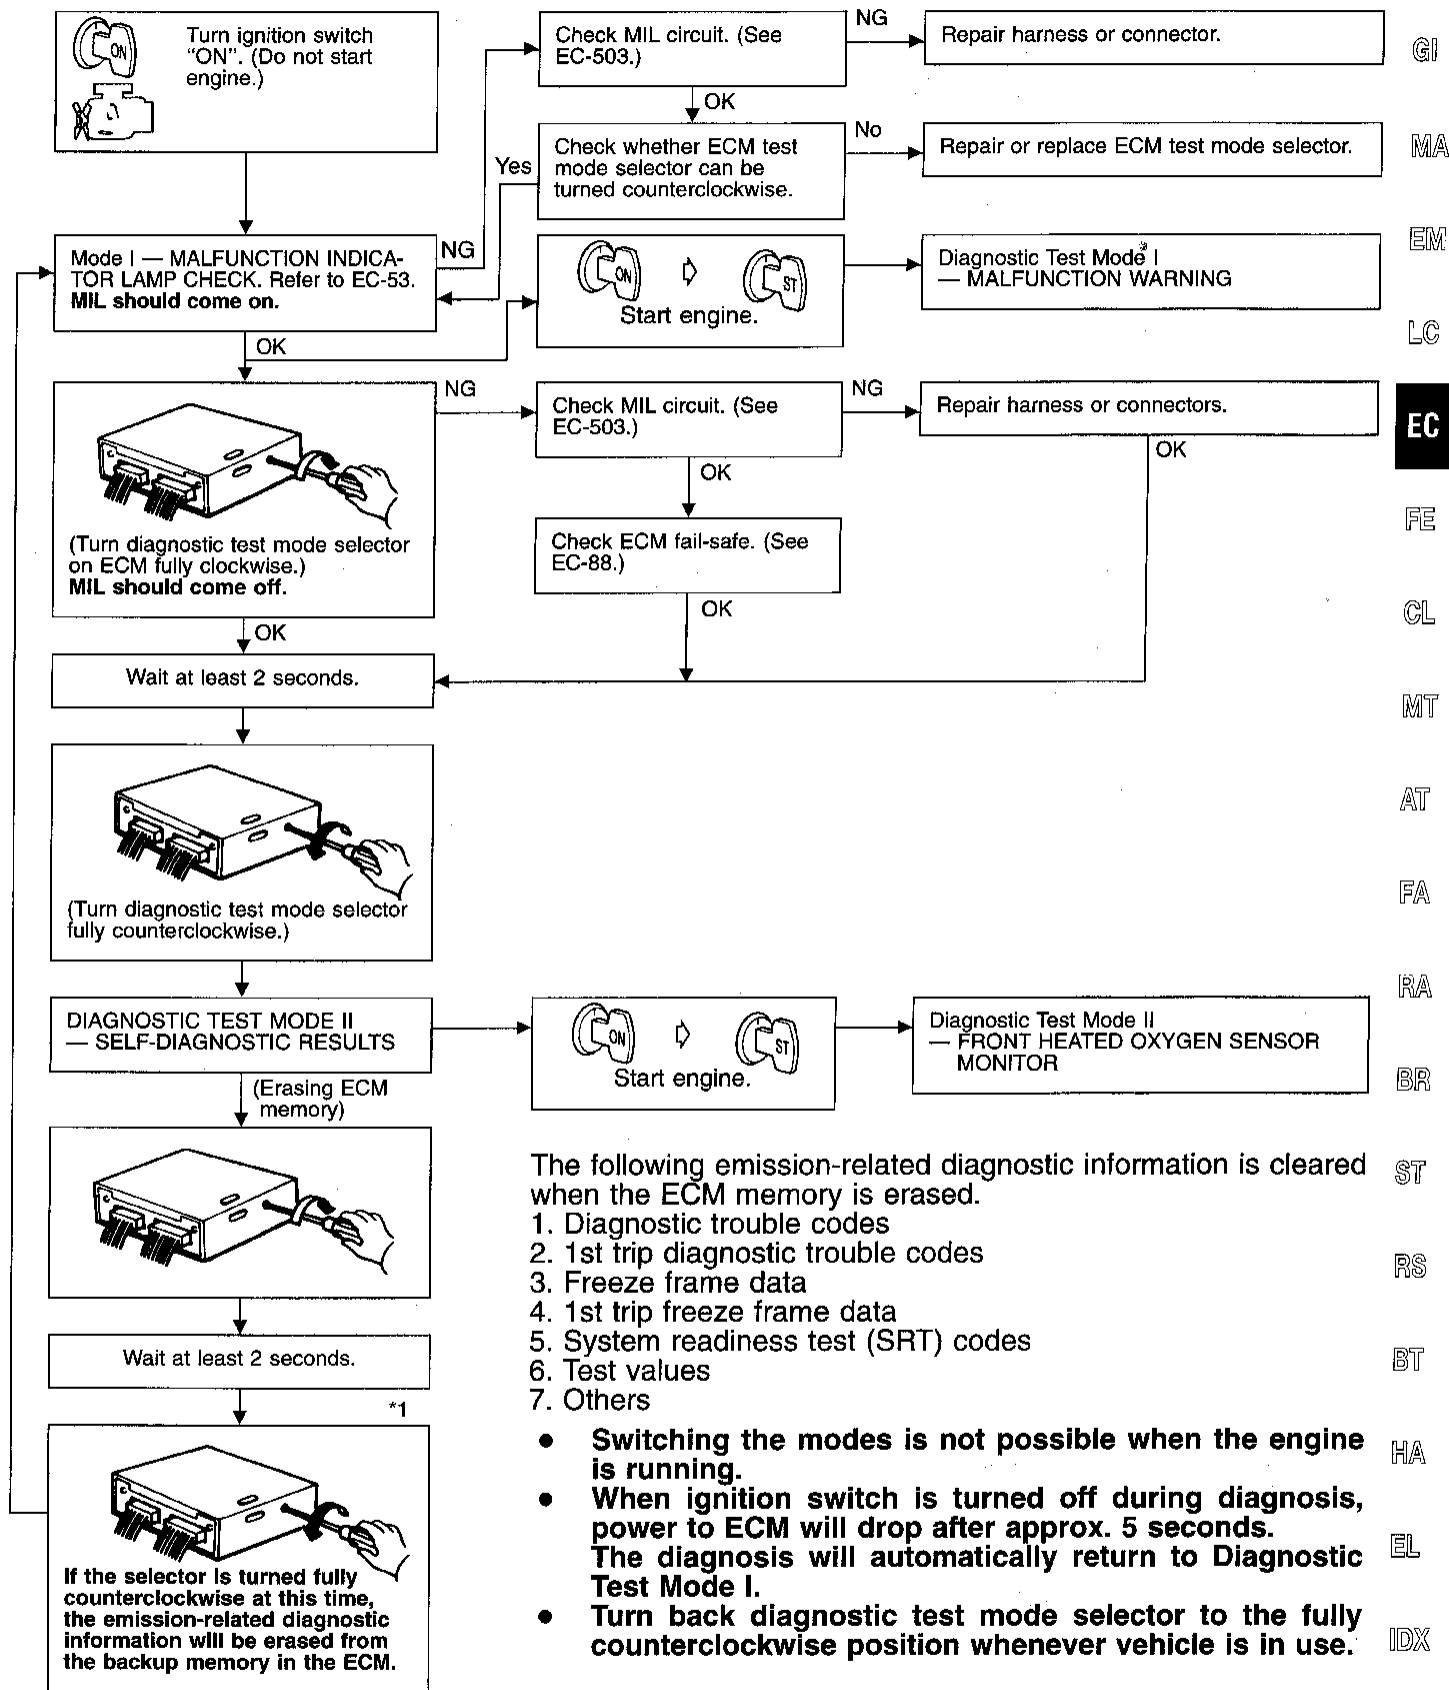 ON
Turn ignition switch
“ON”. (Do not start
engine.)
Check MIL circuit. (See
EC-503.)
NG
Repair harness or connector.
GI
OK
Check whether ECM test
mode selector can be
turned counterclockwise.
No
Yes
Repair or replace ECM test mode selector.
MA
Mode I — MALFUNCTION INDICA-
TOR LAMP CHECK. Refer to EC-53.
MIL should come on.
NG
ON
ST
Start engine.
Diagnostic Test Mode I
— MALFUNCTION WARNING
EM
OK
LC
(Turn diagnostic test mode selector
on ECM fully clockwise.)
MIL should come off.
NG
Check MIL circuit. (See
EC-503.)
NG
Repair harness or connectors.
EC
OK
OK
FE
Check ECM fail-safe. (See
EC-88.)
OK
CL
OK
Wait at least 2 seconds.
MT
AT
(Turn diagnostic test mode selector
fully counterclockwise.)
FA
DIAGNOSTIC TEST MODE II
— SELF-DIAGNOSTIC RESULTS
ON
ST
Start engine.
Diagnostic Test Mode II
— FRONT HEATED OXYGEN SENSOR
MONITOR
RA
(Erasing ECM
memory)
BR
The following emission-related diagnostic information is cleared
when the ECM memory is erased.
1. Diagnostic trouble codes
2. 1st trip diagnostic trouble codes
3. Freeze frame data
4. 1st trip freeze frame data
5. System readiness test (SRT) codes
6. Test values
7. Others
ST
RS
BT
Wait at least 2 seconds.
*1
If the selector is turned fully
counterclockwise at this time,
the emission-related diagnostic
information will be erased from
the backup memory in the ECM.
● Switching the modes is not possible when the engine
is running.
● When ignition switch is turned off during diagnosis,
power to ECM will drop after approx. 5 seconds.
The diagnosis will automatically return to Diagnostic
Test Mode I.
● Turn back diagnostic test mode selector to the fully
counterclockwise position whenever vehicle is in use.
HA
EL
IDX